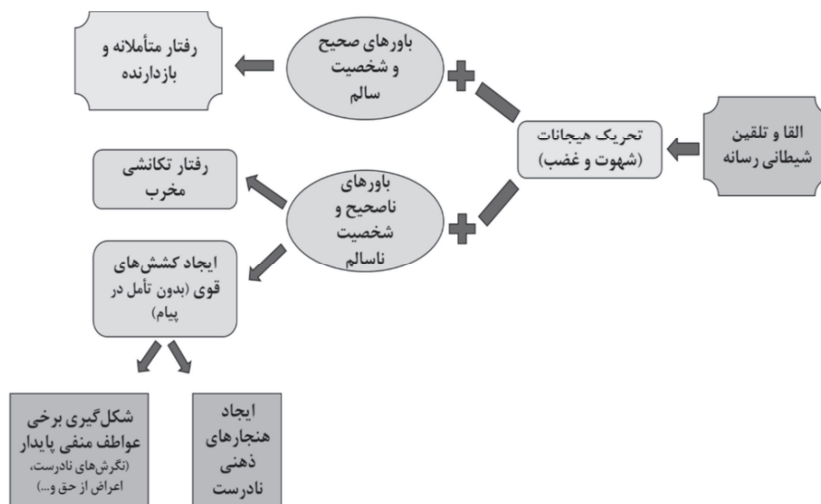 القا و تلقین
شیطانی رسانه
تحریک هیجانات
(شهوت و غضب)
باورهای صحیح
و شخصیت
سالم
رفتار متأملانه و
بازدارنده
باورهای
ناصحیح و
شخصیت
ناسالم
رفتار تکانشی
مخرب
ایجاد کشش‌های
قوی (بدون تأمل در
پیام)
ایجاد
هنجارهای
ذهنی
نادرست
شکل‌گیری برخی
عواطف منفی پایدار
(نگرش‌های نادرست،
اعراض از حق و...)